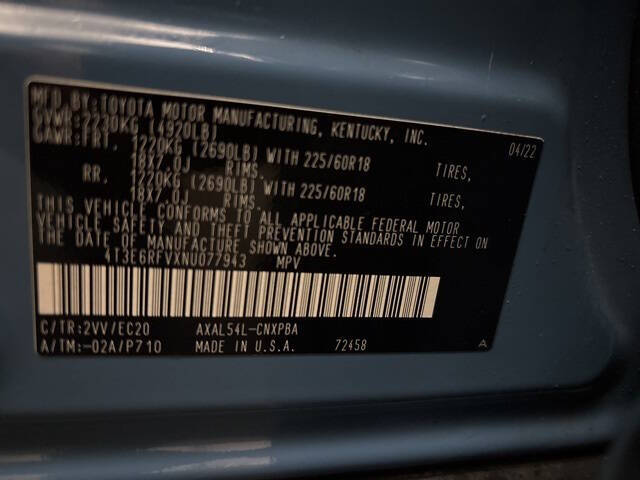 MFD.BY:TOYOTA MOTOR MANUFACTURING, KENTUCKY, INC.
GVWR:2230KG (4920LB) 04/22
GAWR:FRT. 1220KG (2690LB) WITH 225/60R18 TIRES,
18X7.0J RIMS.
RR. 1220KG (2690LB) WITH 225/60R18 TIRES,
18X7.0J RIMS.
THIS VEHICLE CONFORMS TO ALL APPLICABLE FEDERAL MOTOR
VEHICLE SAFETY AND THEFT PREVENTION STANDARDS IN EFFECT ON
THE DATE OF MANUFACTURE SHOWN ABOVE.
4T3E6RFVXNU077943 MPV
C/TR:2VV/EC20 AXAL54L-CNXPBA
A/TM:-02A/P710 MADE IN U.S.A. 72458 A